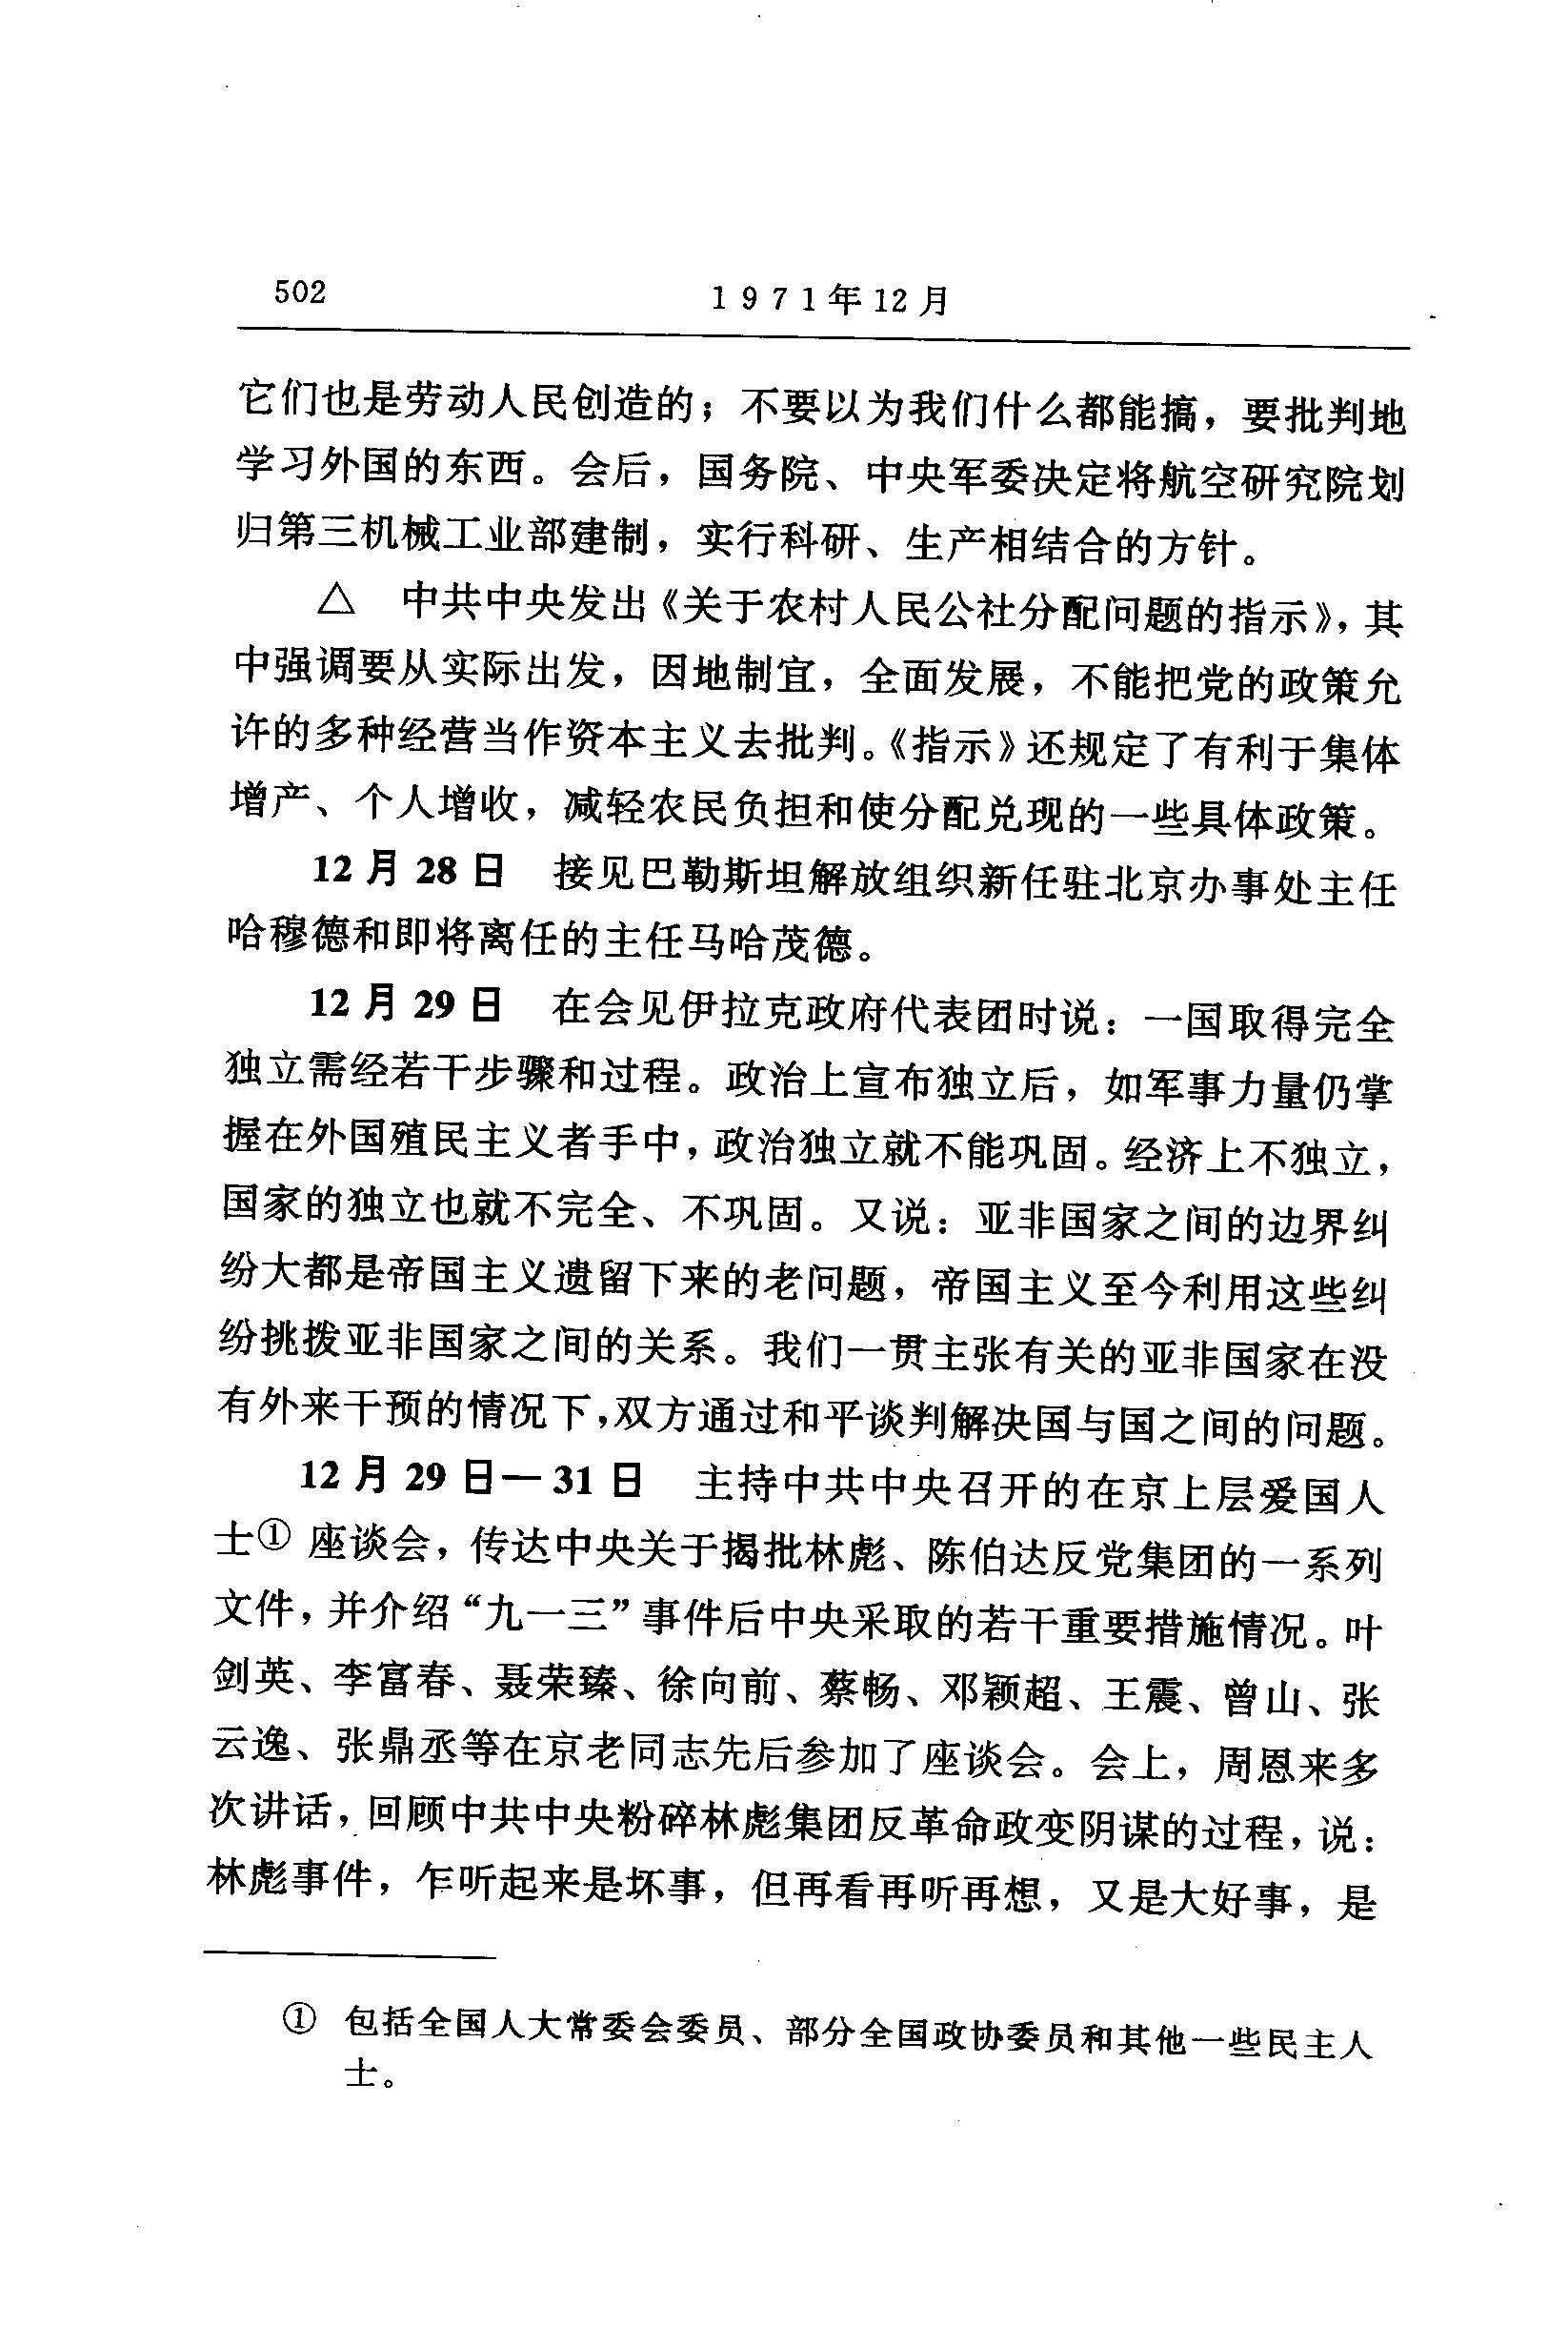 502
1971年12月
它们也是劳动人民创造的；不要以为我们什么都能搞，要批判地
学习外国的东西。会后，国务院、中央军委决定将航空研究院划
归第三机械工业部建制，实行科研、生产相结合的方针。
△ 中共中央发出《关于农村人民公社分配问题的指示》，其
中强调要从实际出发，因地制宜，全面发展，不能把党的政策允
许的多种经营当作资本主义去批判。《指示》还规定了有利于集体
增产、个人增收，减轻农民负担和使分配兑现的一些具体政策。
12月28日 接见巴勒斯坦解放组织新任驻北京办事处主任
哈穆德和即将离任的主任马哈茂德。
12月29日 在会见伊拉克政府代表团时说：一国取得完全
独立需经若干步骤和过程。政治上宣布独立后，如军事力量仍掌
握在外国殖民主义者手中，政治独立就不能巩固。经济上不独立，
国家的独立也就不完全、不巩固。又说：亚非国家之间的边界纠
纷大都是帝国主义遗留下来的老问题，帝国主义至今利用这些纠
纷挑拨亚非国家之间的关系。我们一贯主张有关的亚非国家在没
有外来干预的情况下，双方通过和平谈判解决国与国之间的问题。
12月29日—31日 主持中共中央召开的在京上层爱国人
士①座谈会，传达中央关于揭批林彪、陈伯达反党集团的一系列
文件，并介绍“九一三”事件后中央采取的若干重要措施情况。叶
剑英、李富春、聂荣臻、徐向前、蔡畅、邓颖超、王震、曾山、张
云逸、张鼎丞等在京老同志先后参加了座谈会。会上，周恩来多
次讲话，回顾中共中央粉碎林彪集团反革命政变阴谋的过程，说：
林彪事件，乍听起来是坏事，但再看再听再想，又是大好事，是
① 包括全国人大常委会委员、部分全国政协委员和其他一些民主人
士。